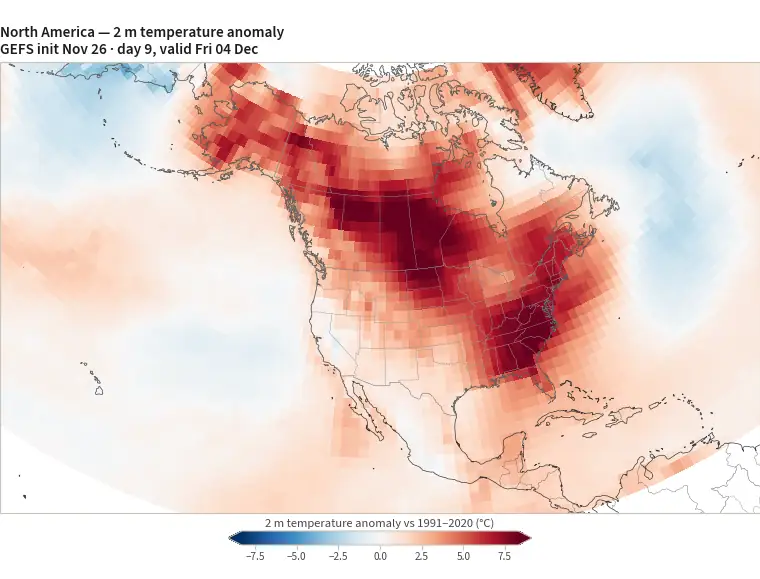 North America — 2 m temperature anomaly
GEFS init Nov 26 · day 9, valid Fri 04 Dec
2 m temperature anomaly vs 1991–2020 (°C)
−7.5 −5.0 −2.5 0.0 2.5 5.0 7.5